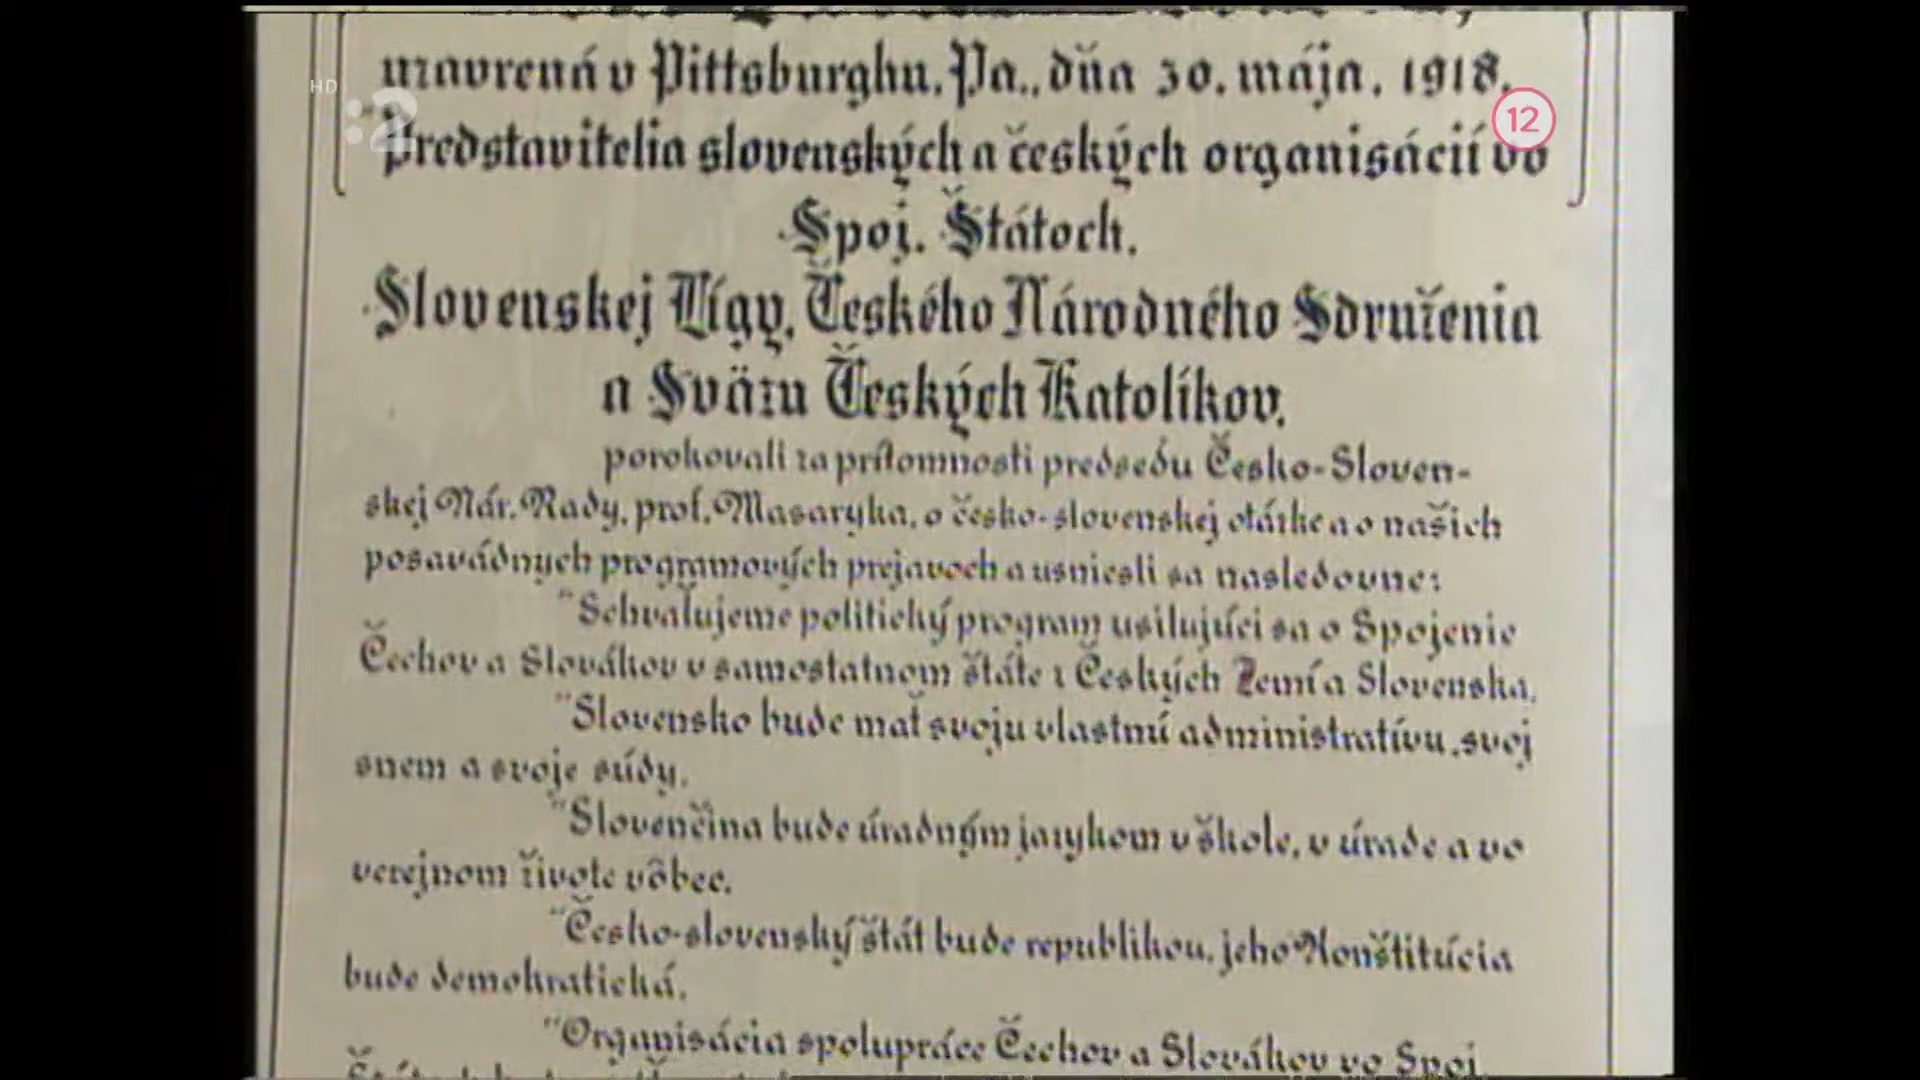 uzavrená v Pittsburghu, Pa., dňa 30. mája, 1918.
HD
:2
12
Predstavitelia slovenských a českých organisácií vo
Spoj. Štátoch,
Slovenskej Lígy, Českého Národného Sdruženia
a Sväzu Českých Katolíkov,
porokovali za prítomnosti predsedu Česko-Sloven-
skej Nár. Rady, prof. Masaryka, o česko-slovenskej otázke a o našich
posavádnych programových prejavoch a usniesli sa nasledovne:
"Schvaľujeme politický program usilujúci sa o Spojenie
Čechov a Slovákov v samostatnom štáte z Českých Zemí a Slovenska.
"Slovensko bude mať svoju vlastnú administratívu, svoj
snem a svoje súdy.
"Slovenčina bude úradným jazykom v škole, v úrade a vo
verejnom živote vôbec.
"Česko-slovenský štát bude republikou, jeho Konštitúcia
bude demokratická.
"Organisácia spolupráce Čechov a Slovákov vo Spoj.